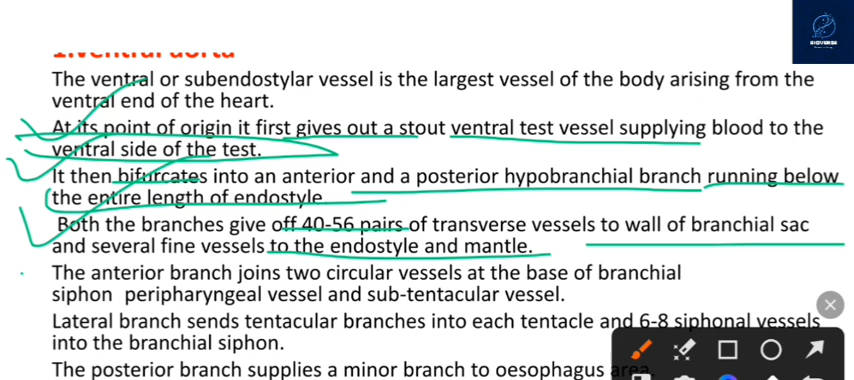 1.Ventral aorta
BIOVERSE
The ventral or subendostylar vessel is the largest vessel of the body arising from the
ventral end of the heart.
At its point of origin it first gives out a stout ventral test vessel supplying blood to the
ventral side of the test.
It then bifurcates into an anterior and a posterior hypobranchial branch running below
the entire length of endostyle.
Both the branches give off 40-56 pairs of transverse vessels to wall of branchial sac
and several fine vessels to the endostyle and mantle.
The anterior branch joins two circular vessels at the base of branchial
siphon peripharyngeal vessel and sub-tentacular vessel.
Lateral branch sends tentacular branches into each tentacle and 6-8 siphonal vessels
into the branchial siphon.
The posterior branch supplies a minor branch to oesophagus area.